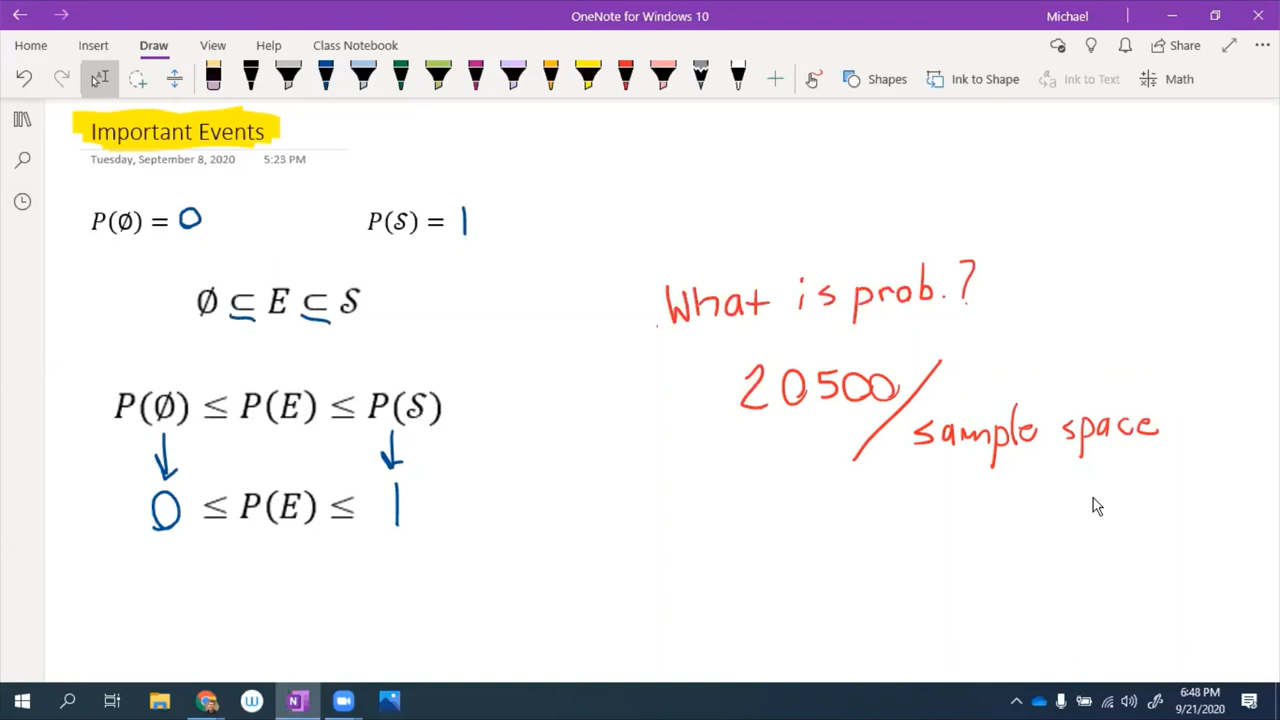 OneNote for Windows 10
Michael
Home Insert Draw View Help Class Notebook
Share
Shapes Ink to Shape Ink to Text Math
Important Events
Tuesday, September 8, 2020 5:23 PM
P(∅) = 0 P(𝒮) = 1
∅ ⊆ E ⊆ 𝒮
What is prob.?
P(∅) ≤ P(E) ≤ P(𝒮)
20500/
sample space
0 ≤ P(E) ≤ 1
6:48 PM
9/21/2020